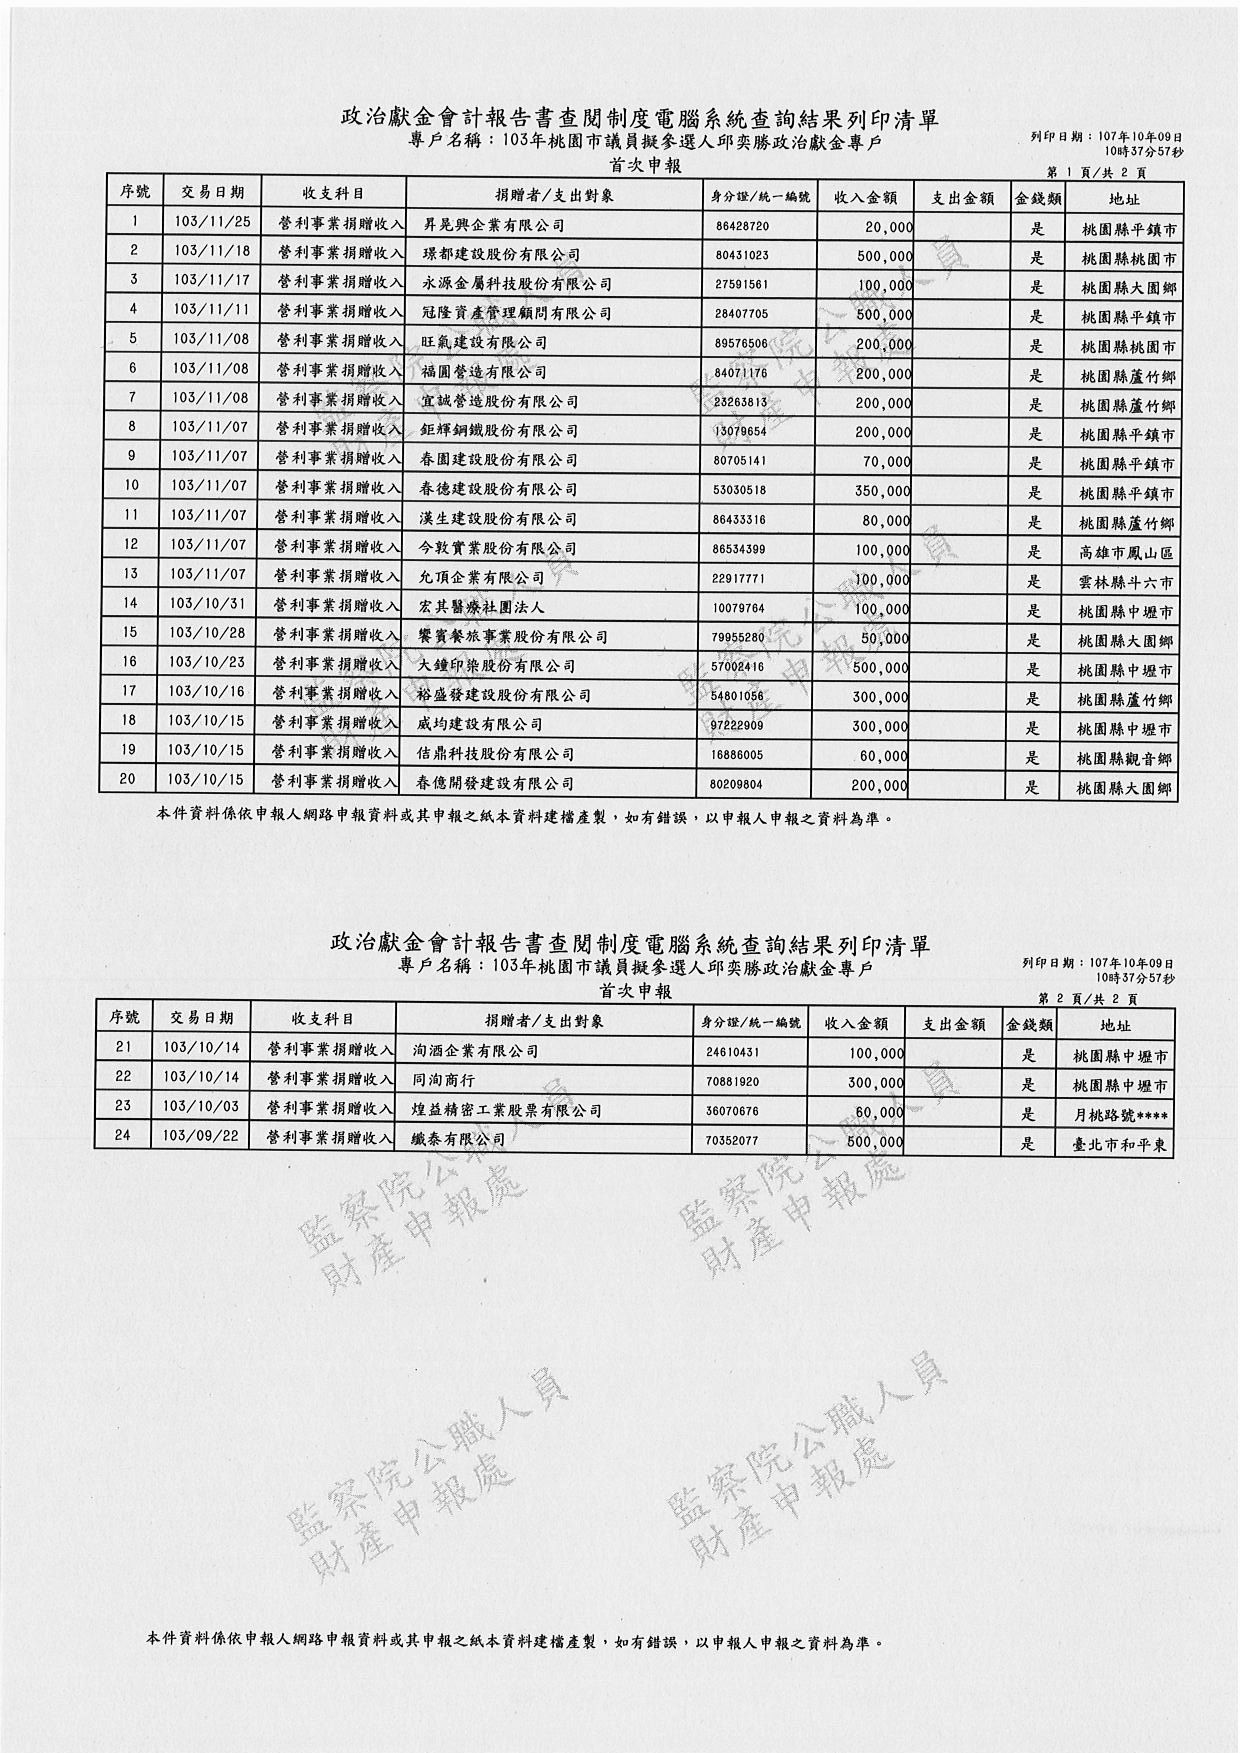 政治獻金會計報告書查閱制度電腦系統查詢結果列印清單
專戶名稱：103年桃園市議員擬參選人邱奕勝政治獻金專戶
列印日期：107年10年09日
10時37分57秒
首次申報
第 1 頁/共 2 頁
序號 交易日期 收支科目 捐贈者/支出對象 身分證/統一編號 收入金額 支出金額 金錢類 地址
1 103/11/25 營利事業捐贈收入 昇晃興企業有限公司 86428720 20,000 是 桃園縣平鎮市
2 103/11/18 營利事業捐贈收入 璟都建設股份有限公司 80431023 500,000 是 桃園縣桃園市
3 103/11/17 營利事業捐贈收入 永源金屬科技股份有限公司 27591561 100,000 是 桃園縣大園鄉
4 103/11/11 營利事業捐贈收入 冠隆資產管理顧問有限公司 28407705 500,000 是 桃園縣平鎮市
5 103/11/08 營利事業捐贈收入 旺氣建設有限公司 89576506 200,000 是 桃園縣桃園市
6 103/11/08 營利事業捐贈收入 福圓營造有限公司 84071176 200,000 是 桃園縣蘆竹鄉
7 103/11/08 營利事業捐贈收入 宜誠營造股份有限公司 23263813 200,000 是 桃園縣蘆竹鄉
8 103/11/07 營利事業捐贈收入 鉅輝鋼鐵股份有限公司 13079654 200,000 是 桃園縣平鎮市
9 103/11/07 營利事業捐贈收入 春園建設股份有限公司 80705141 70,000 是 桃園縣平鎮市
10 103/11/07 營利事業捐贈收入 春德建設股份有限公司 53030518 350,000 是 桃園縣平鎮市
11 103/11/07 營利事業捐贈收入 漢生建設股份有限公司 86433316 80,000 是 桃園縣蘆竹鄉
12 103/11/07 營利事業捐贈收入 今敦實業股份有限公司 86534399 100,000 是 高雄市鳳山區
13 103/11/07 營利事業捐贈收入 允頂企業有限公司 22917771 100,000 是 雲林縣斗六市
14 103/10/31 營利事業捐贈收入 宏其醫療社團法人 10079764 100,000 是 桃園縣中壢市
15 103/10/28 營利事業捐贈收入 饗賓餐旅事業股份有限公司 79955280 50,000 是 桃園縣大園鄉
16 103/10/23 營利事業捐贈收入 大鐘印染股份有限公司 57002416 500,000 是 桃園縣中壢市
17 103/10/16 營利事業捐贈收入 裕盛發建設股份有限公司 54801056 300,000 是 桃園縣蘆竹鄉
18 103/10/15 營利事業捐贈收入 威均建設有限公司 97222909 300,000 是 桃園縣中壢市
19 103/10/15 營利事業捐贈收入 佶鼎科技股份有限公司 16886005 60,000 是 桃園縣觀音鄉
20 103/10/15 營利事業捐贈收入 春億開發建設有限公司 80209804 200,000 是 桃園縣大園鄉
本件資料係依申報人網路申報資料或其申報之紙本資料建檔產製，如有錯誤，以申報人申報之資料為準。
政治獻金會計報告書查閱制度電腦系統查詢結果列印清單
專戶名稱：103年桃園市議員擬參選人邱奕勝政治獻金專戶
列印日期：107年10年09日
10時37分57秒
首次申報
第 2 頁/共 2 頁
序號 交易日期 收支科目 捐贈者/支出對象 身分證/統一編號 收入金額 支出金額 金錢類 地址
21 103/10/14 營利事業捐贈收入 洵酒企業有限公司 24610431 100,000 是 桃園縣中壢市
22 103/10/14 營利事業捐贈收入 同洵商行 70881920 300,000 是 桃園縣中壢市
23 103/10/03 營利事業捐贈收入 煌益精密工業股票有限公司 36070676 60,000 是 月桃路號****
24 103/09/22 營利事業捐贈收入 纖泰有限公司 70352077 500,000 是 臺北市和平東
監察院公職人員
財產申報處
監察院公職人員
財產申報處
監察院公職人員
財產申報處
監察院公職人員
財產申報處
本件資料係依申報人網路申報資料或其申報之紙本資料建檔產製，如有錯誤，以申報人申報之資料為準。